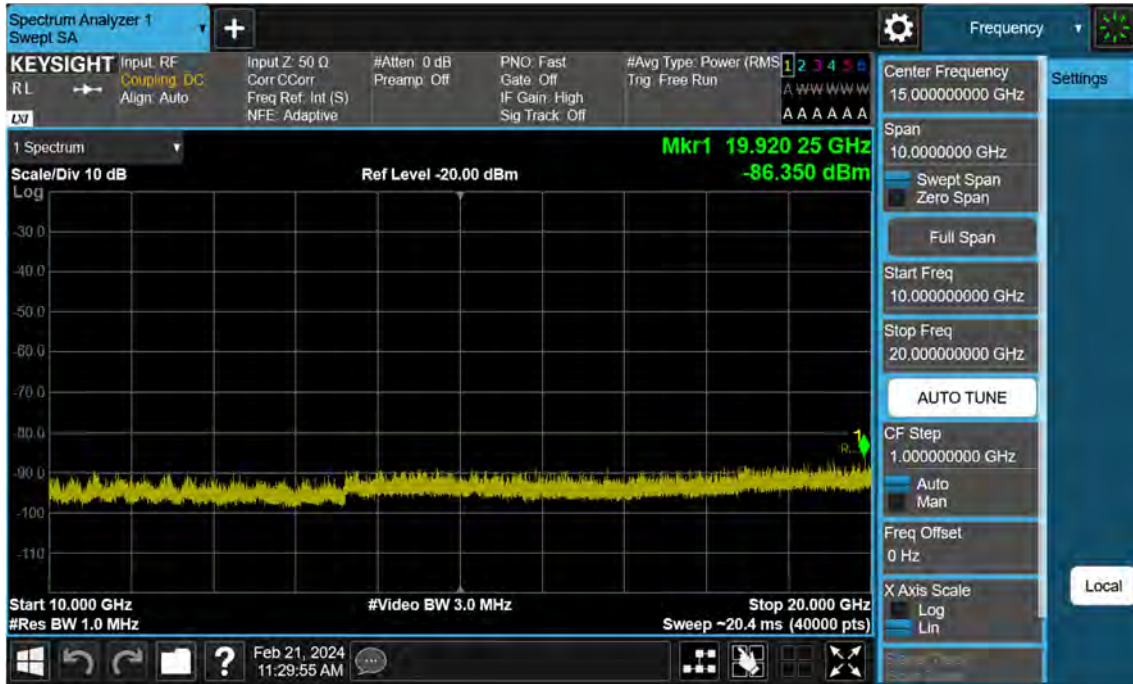 Spectrum Analyzer 1
Swept SA
Frequency
KEYSIGHT
Input: RF
Input Z: 50 Ω
#Atten: 0 dB
PNO: Fast
#Avg Type: Power (RMS
1 2 3 4 5 6
RL
Coupling: DC
Corr CCorr
Preamp: Off
Gate: Off
Trig: Free Run
A W W W W W
Align: Auto
Freq Ref: Int (S)
IF Gain: High
LXI
NFE: Adaptive
Sig Track: Off
A A A A A A
1 Spectrum
Mkr1 19.920 25 GHz
Scale/Div 10 dB
Ref Level -20.00 dBm
-86.350 dBm
Log
-30.0
-40.0
-50.0
-60.0
-70.0
-80.0
-90.0
-100
-110
1
Start 10.000 GHz
#Video BW 3.0 MHz
Stop 20.000 GHz
#Res BW 1.0 MHz
Sweep ~20.4 ms (40000 pts)
Center Frequency
15.000000000 GHz
Settings
Span
10.0000000 GHz
Swept Span
Zero Span
Full Span
Start Freq
10.000000000 GHz
Stop Freq
20.000000000 GHz
AUTO TUNE
CF Step
1.000000000 GHz
Auto
Man
Freq Offset
0 Hz
X Axis Scale
Log
Lin
Local
?
Feb 21, 2024
11:29:55 AM